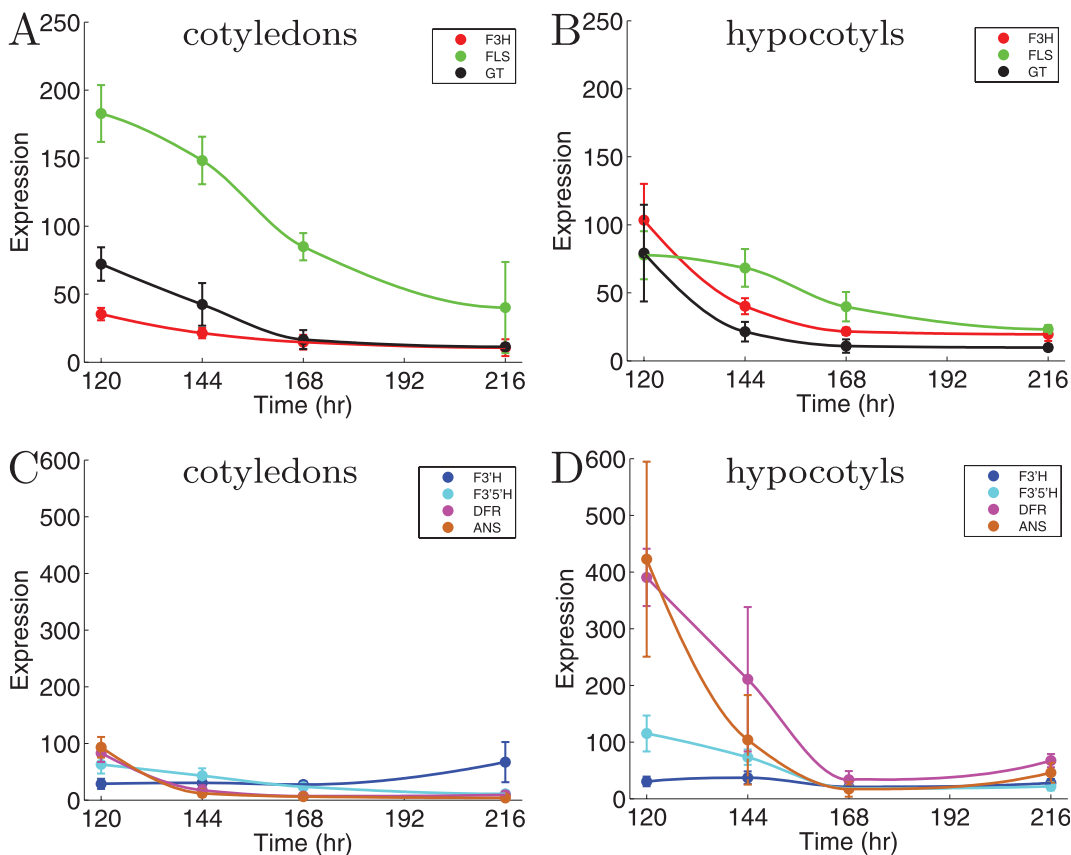 A
cotyledons
F3H
FLS
GT
250
200
150
100
50
0
Expression
120
144
168
192
216
Time (hr)
B
hypocotyls
F3H
FLS
GT
250
200
150
100
50
0
Expression
120
144
168
192
216
Time (hr)
C
cotyledons
F3'H
F3'5'H
DFR
ANS
600
500
400
300
200
100
0
Expression
120
144
168
192
216
Time (hr)
D
hypocotyls
F3'H
F3'5'H
DFR
ANS
600
500
400
300
200
100
0
Expression
120
144
168
192
216
Time (hr)